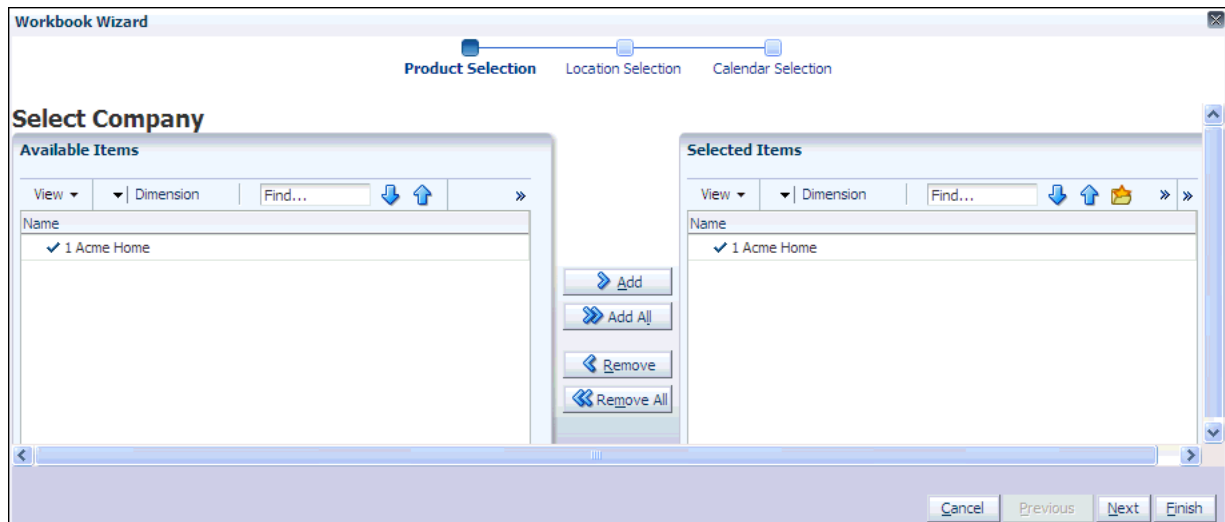 Workbook Wizard
Product Selection Location Selection Calendar Selection
Select Company
Available Items
View Dimension Find... »
Name
1 Acme Home
Add
Add All
Remove
Remove All
Selected Items
View Dimension Find... » »
Name
1 Acme Home
Cancel Previous Next Finish